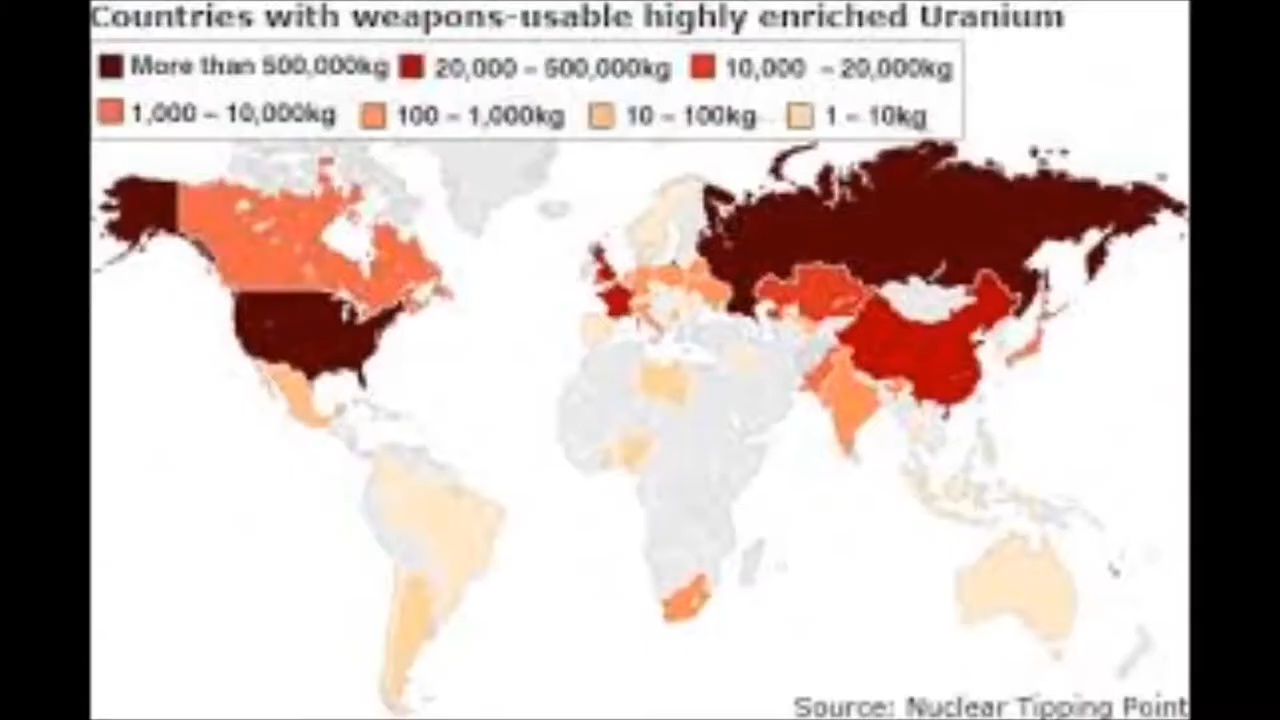 Countries with weapons-usable highly enriched Uranium
More than 500,000kg 20,000 – 500,000kg 10,000 – 20,000kg
1,000 – 10,000kg 100 – 1,000kg 10 – 100kg 1 – 10kg
Source: Nuclear Tipping Point